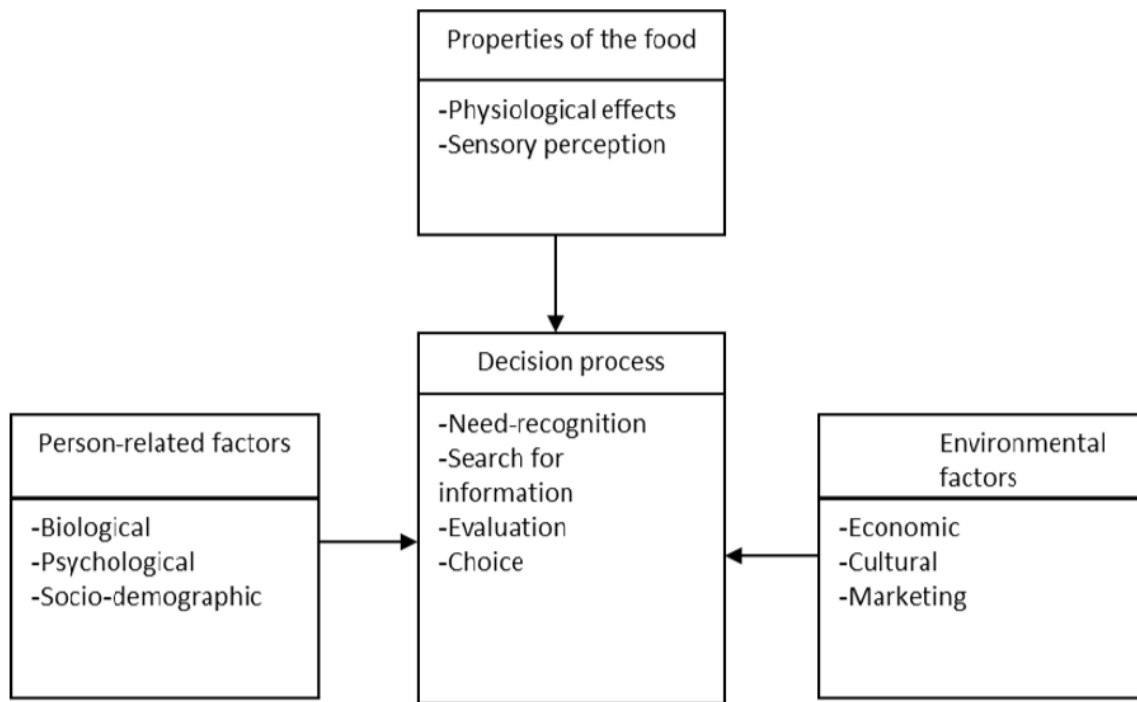 Properties of the food
-Physiological effects
-Sensory perception
Decision process
-Need-recognition
-Search for
information
-Evaluation
-Choice
Person-related factors
-Biological
-Psychological
-Socio-demographic
Environmental
factors
-Economic
-Cultural
-Marketing